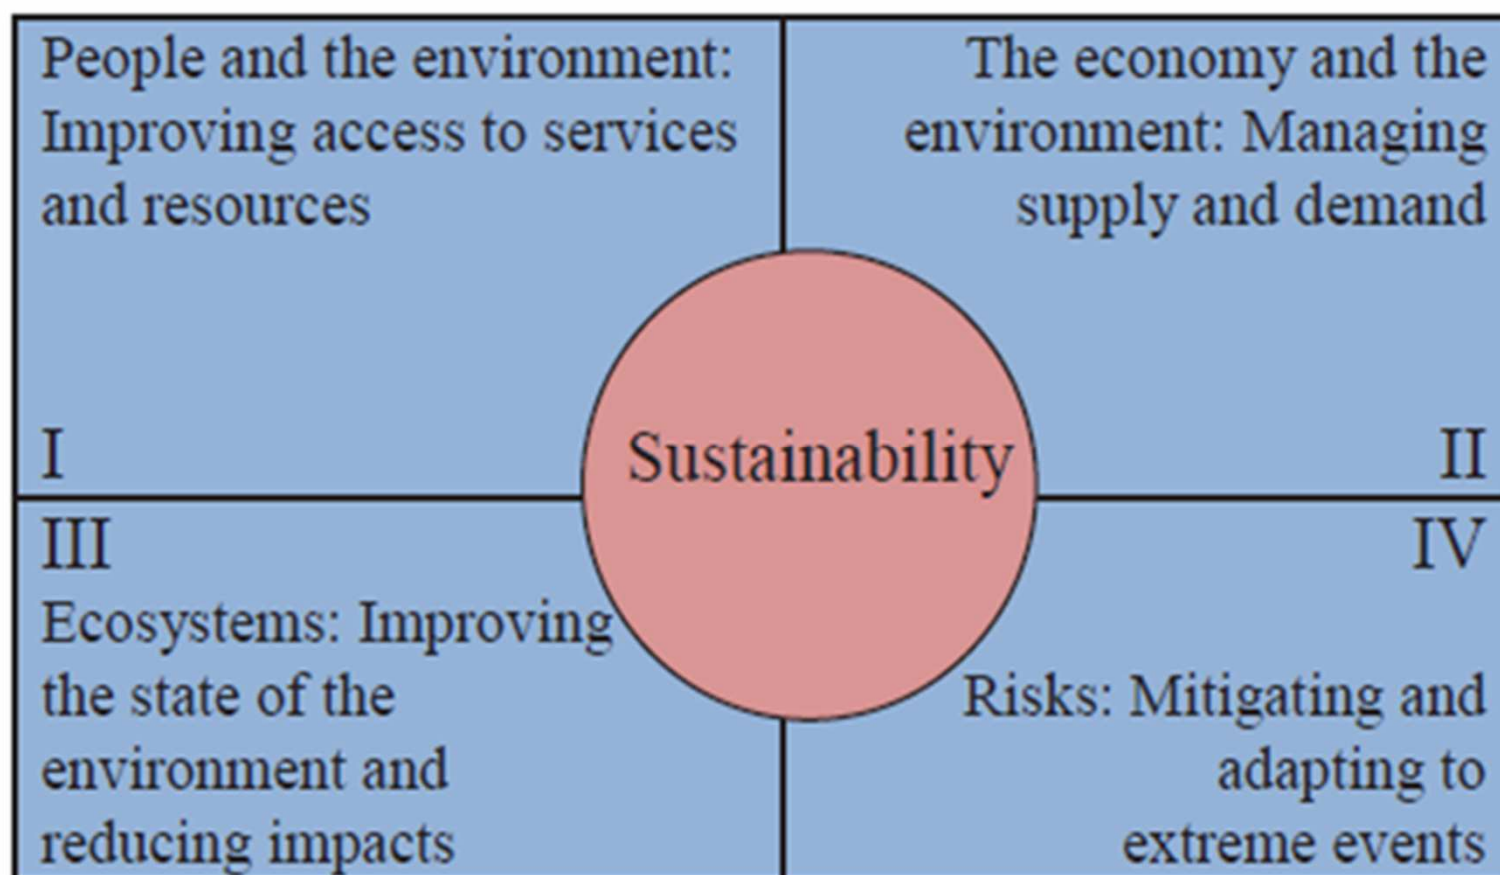 People and the environment:
Improving access to services
and resources
I
The economy and the
environment: Managing
supply and demand
II
Sustainability
III
Ecosystems: Improving
the state of the
environment and
reducing impacts
IV
Risks: Mitigating and
adapting to
extreme events